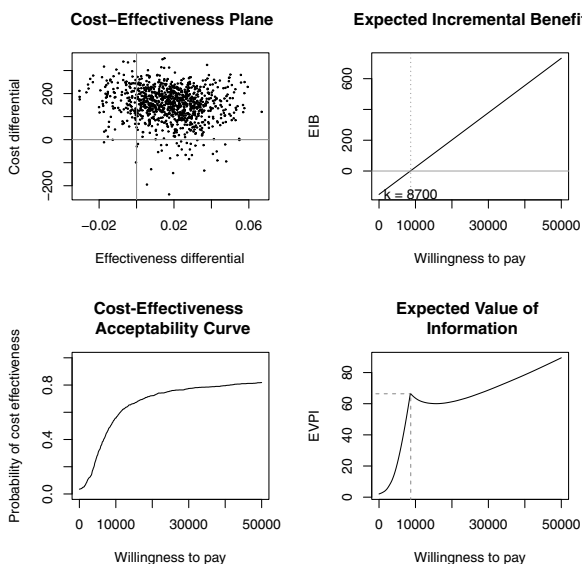 Cost−Effectiveness Plane
Cost differential
200
0
−200
−0.02
0.02
0.06
Effectiveness differential
Expected Incremental Benefit
EIB
600
200
0
k = 8700
0
10000
30000
50000
Willingness to pay
Cost-Effectiveness
Acceptability Curve
Probability of cost effectiveness
0.8
0.4
0.0
0
10000
30000
50000
Willingness to pay
Expected Value of
Information
EVPI
80
60
40
20
0
0
10000
30000
50000
Willingness to pay